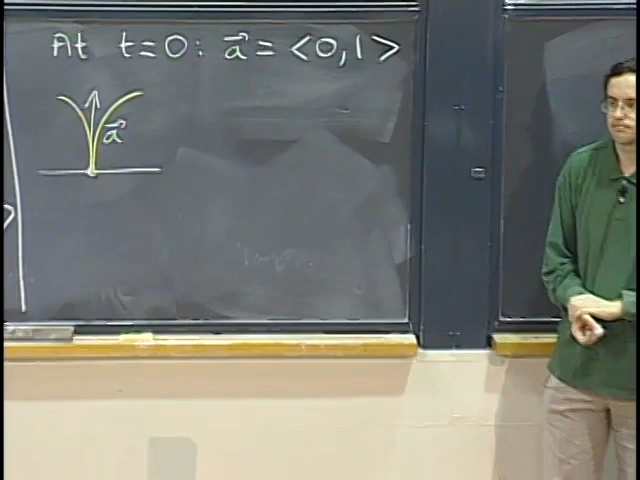 At t=0: a⃗ = <0,1>
a⃗